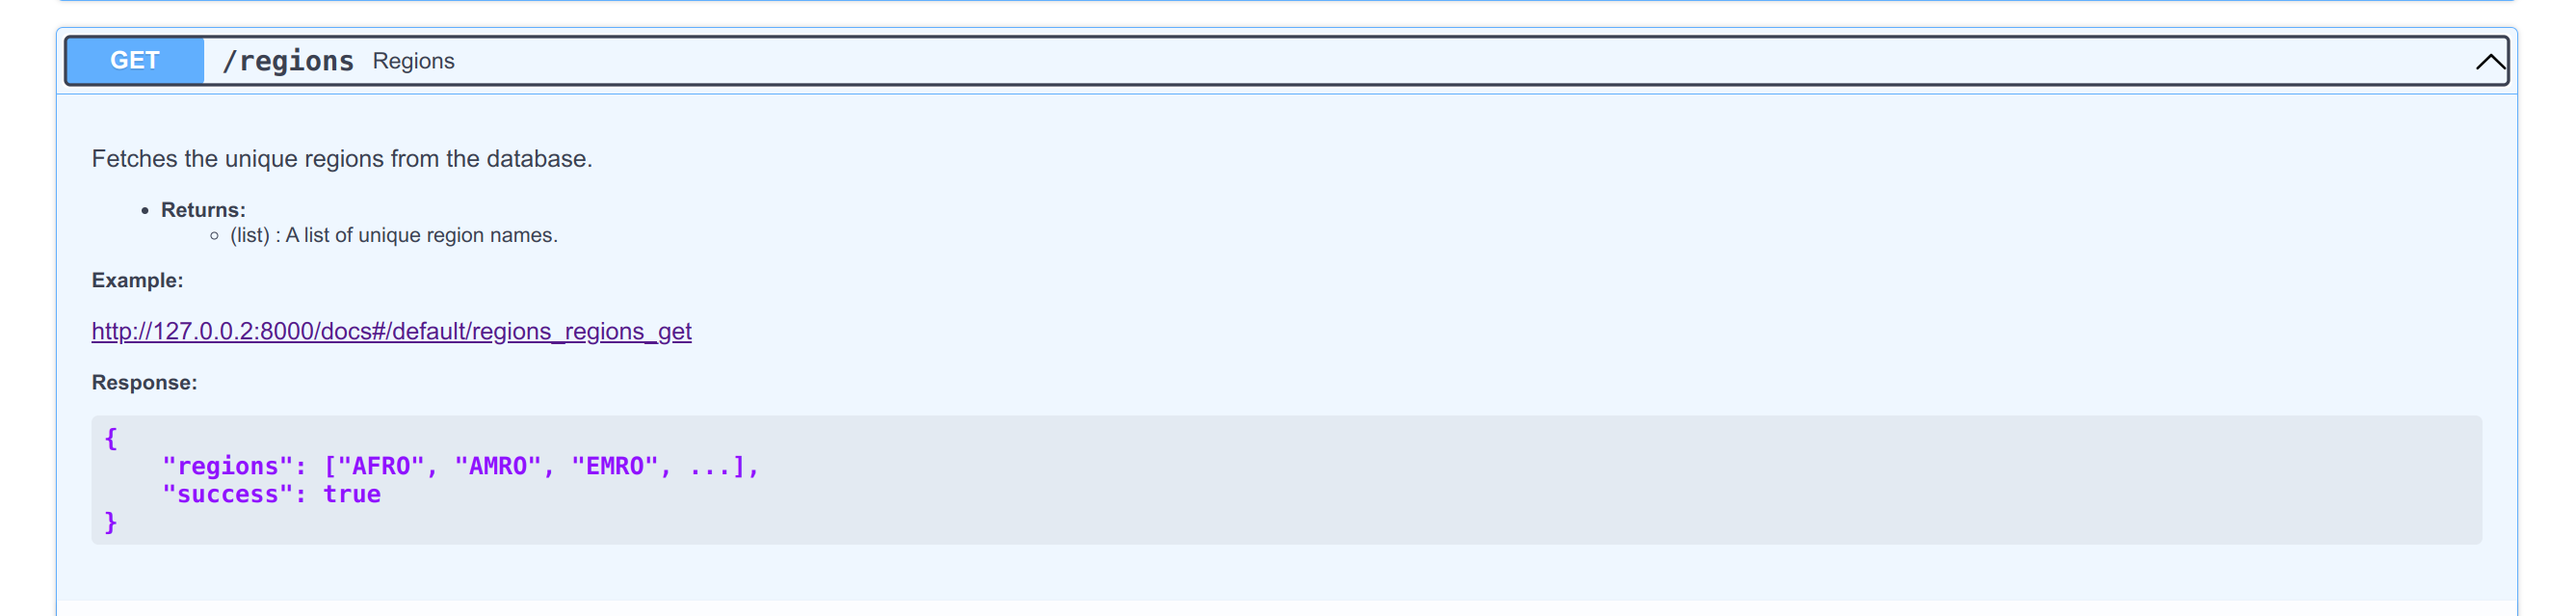 GET /regions Regions
Fetches the unique regions from the database.
• Returns:
◦ (list) : A list of unique region names.
Example:
http://127.0.0.2:8000/docs#/default/regions_regions_get
Response:
{
    "regions": ["AFRO", "AMRO", "EMRO", ...],
    "success": true
}